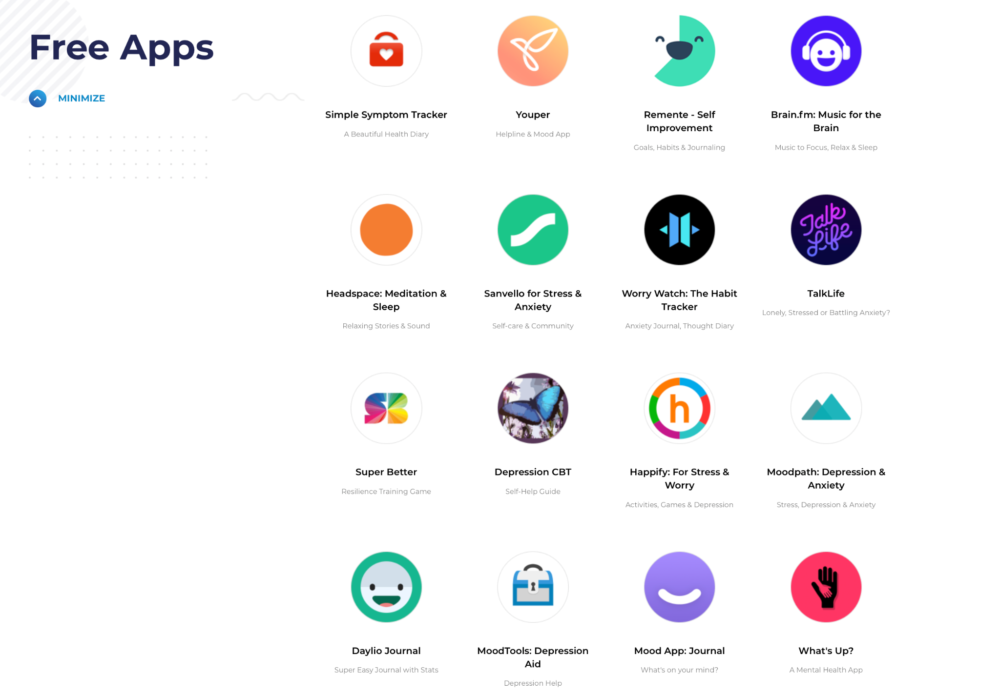 Free Apps
MINIMIZE
Simple Symptom Tracker
A Beautiful Health Diary
Youper
Helpline & Mood App
Remente - Self
Improvement
Goals, Habits & Journaling
Brain.fm: Music for the
Brain
Music to Focus, Relax & Sleep
Headspace: Meditation &
Sleep
Relaxing Stories & Sound
Sanvello for Stress &
Anxiety
Self-care & Community
Worry Watch: The Habit
Tracker
Anxiety Journal, Thought Diary
Talk
Life
TalkLife
Lonely, Stressed or Battling Anxiety?
SB
Super Better
Resilience Training Game
Depression CBT
Self-Help Guide
h
Happify: For Stress &
Worry
Activities, Games & Depression
Moodpath: Depression &
Anxiety
Stress, Depression & Anxiety
Daylio Journal
Super Easy Journal with Stats
MoodTools: Depression
Aid
Depression Help
Mood App: Journal
What's on your mind?
What's Up?
A Mental Health App